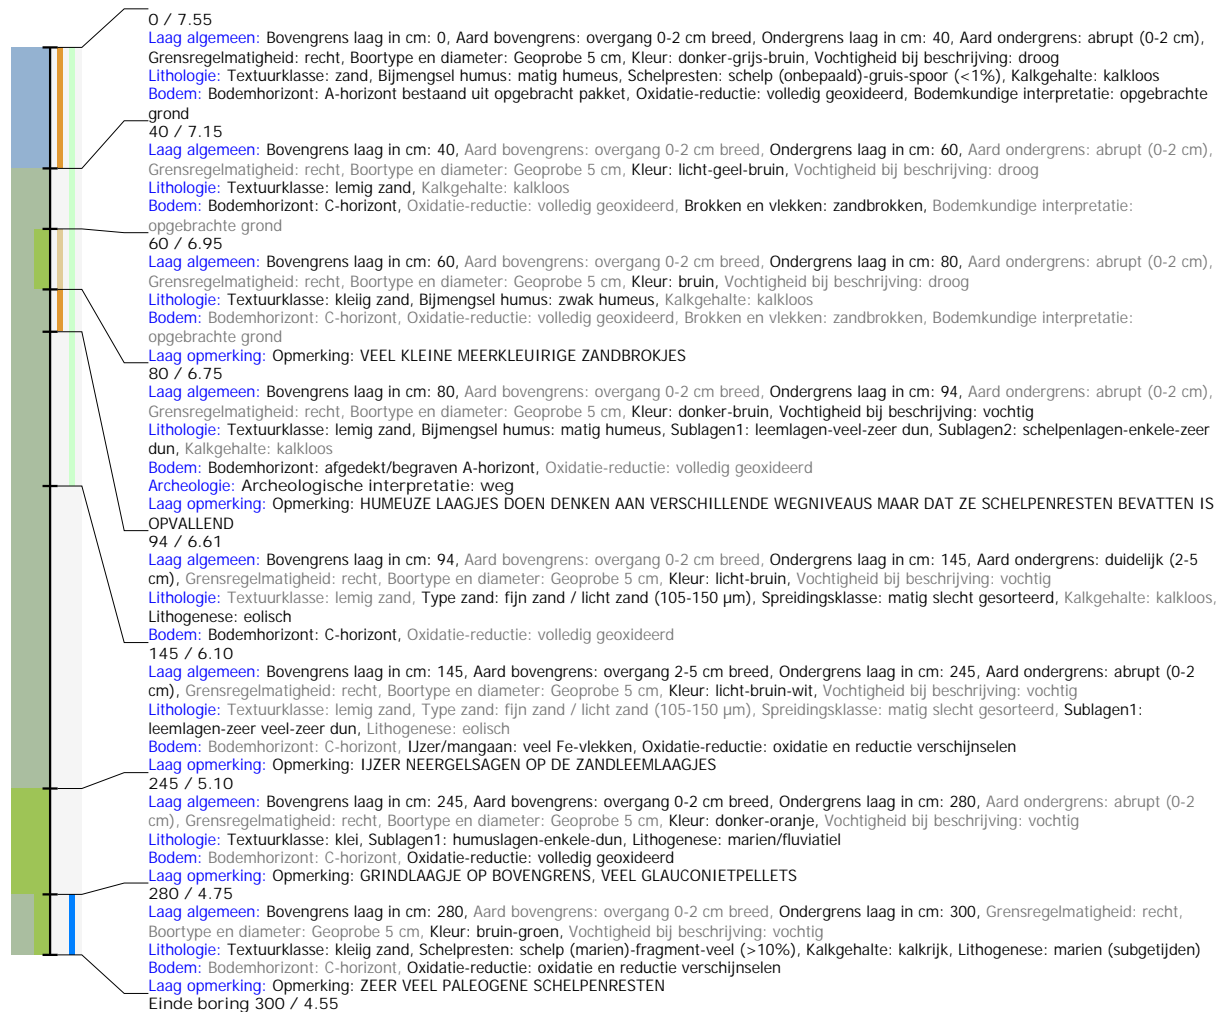 0 / 7.55
Laag algemeen: Bovengrens laag in cm: 0, Aard bovengrens: overgang 0-2 cm breed, Ondergrens laag in cm: 40, Aard ondergrens: abrupt (0-2 cm),
Grensregelmatigheid: recht, Boortype en diameter: Geoprobe 5 cm, Kleur: donker-grijs-bruin, Vochtigheid bij beschrijving: droog
Lithologie: Textuurklasse: zand, Bijmengsel humus: matig humeus, Schelpresten: schelp (onbepaald)-gruis-spoor (<1%), Kalkgehalte: kalkloos
Bodem: Bodemhorizont: A-horizont bestaand uit opgebracht pakket, Oxidatie-reductie: volledig geoxideerd, Bodemkundige interpretatie: opgebrachte
grond
40 / 7.15
Laag algemeen: Bovengrens laag in cm: 40, Aard bovengrens: overgang 0-2 cm breed, Ondergrens laag in cm: 60, Aard ondergrens: abrupt (0-2 cm),
Grensregelmatigheid: recht, Boortype en diameter: Geoprobe 5 cm, Kleur: licht-geel-bruin, Vochtigheid bij beschrijving: droog
Lithologie: Textuurklasse: lemig zand, Kalkgehalte: kalkloos
Bodem: Bodemhorizont: C-horizont, Oxidatie-reductie: volledig geoxideerd, Brokken en vlekken: zandbrokken, Bodemkundige interpretatie:
opgebrachte grond
60 / 6.95
Laag algemeen: Bovengrens laag in cm: 60, Aard bovengrens: overgang 0-2 cm breed, Ondergrens laag in cm: 80, Aard ondergrens: abrupt (0-2 cm),
Grensregelmatigheid: recht, Boortype en diameter: Geoprobe 5 cm, Kleur: bruin, Vochtigheid bij beschrijving: droog
Lithologie: Textuurklasse: kleiig zand, Bijmengsel humus: zwak humeus, Kalkgehalte: kalkloos
Bodem: Bodemhorizont: C-horizont, Oxidatie-reductie: volledig geoxideerd, Brokken en vlekken: zandbrokken, Bodemkundige interpretatie:
opgebrachte grond
Laag opmerking: Opmerking: VEEL KLEINE MEERKLEUIRIGE ZANDBROKJES
80 / 6.75
Laag algemeen: Bovengrens laag in cm: 80, Aard bovengrens: overgang 0-2 cm breed, Ondergrens laag in cm: 94, Aard ondergrens: abrupt (0-2 cm),
Grensregelmatigheid: recht, Boortype en diameter: Geoprobe 5 cm, Kleur: donker-bruin, Vochtigheid bij beschrijving: vochtig
Lithologie: Textuurklasse: lemig zand, Bijmengsel humus: matig humeus, Sublagen1: leemlagen-veel-zeer dun, Sublagen2: schelpenlagen-enkele-zeer
dun, Kalkgehalte: kalkloos
Bodem: Bodemhorizont: afgedekt/begraven A-horizont, Oxidatie-reductie: volledig geoxideerd
Archeologie: Archeologische interpretatie: weg
Laag opmerking: Opmerking: HUMEUZE LAAGJES DOEN DENKEN AAN VERSCHILLENDE WEGNIVEAUS MAAR DAT ZE SCHELPENRESTEN BEVATTEN IS
OPVALLEND
94 / 6.61
Laag algemeen: Bovengrens laag in cm: 94, Aard bovengrens: overgang 0-2 cm breed, Ondergrens laag in cm: 145, Aard ondergrens: duidelijk (2-5
cm), Grensregelmatigheid: recht, Boortype en diameter: Geoprobe 5 cm, Kleur: licht-bruin, Vochtigheid bij beschrijving: vochtig
Lithologie: Textuurklasse: lemig zand, Type zand: fijn zand / licht zand (105-150 µm), Spreidingsklasse: matig slecht gesorteerd, Kalkgehalte: kalkloos,
Lithogenese: eolisch
Bodem: Bodemhorizont: C-horizont, Oxidatie-reductie: volledig geoxideerd
145 / 6.10
Laag algemeen: Bovengrens laag in cm: 145, Aard bovengrens: overgang 2-5 cm breed, Ondergrens laag in cm: 245, Aard ondergrens: abrupt (0-2
cm), Grensregelmatigheid: recht, Boortype en diameter: Geoprobe 5 cm, Kleur: licht-bruin-wit, Vochtigheid bij beschrijving: vochtig
Lithologie: Textuurklasse: lemig zand, Type zand: fijn zand / licht zand (105-150 µm), Spreidingsklasse: matig slecht gesorteerd, Sublagen1:
leemlagen-zeer veel-zeer dun, Lithogenese: eolisch
Bodem: Bodemhorizont: C-horizont, IJzer/mangaan: veel Fe-vlekken, Oxidatie-reductie: oxidatie en reductie verschijnselen
Laag opmerking: Opmerking: IJZER NEERGELSAGEN OP DE ZANDLEEMLAAGJES
245 / 5.10
Laag algemeen: Bovengrens laag in cm: 245, Aard bovengrens: overgang 0-2 cm breed, Ondergrens laag in cm: 280, Aard ondergrens: abrupt (0-2
cm), Grensregelmatigheid: recht, Boortype en diameter: Geoprobe 5 cm, Kleur: donker-oranje, Vochtigheid bij beschrijving: vochtig
Lithologie: Textuurklasse: klei, Sublagen1: humuslagen-enkele-dun, Lithogenese: marien/fluviatiel
Bodem: Bodemhorizont: C-horizont, Oxidatie-reductie: volledig geoxideerd
Laag opmerking: Opmerking: GRINDLAAGJE OP BOVENGRENS, VEEL GLAUCONIETPELLETS
280 / 4.75
Laag algemeen: Bovengrens laag in cm: 280, Aard bovengrens: overgang 0-2 cm breed, Ondergrens laag in cm: 300, Grensregelmatigheid: recht,
Boortype en diameter: Geoprobe 5 cm, Kleur: bruin-groen, Vochtigheid bij beschrijving: vochtig
Lithologie: Textuurklasse: kleiig zand, Schelpresten: schelp (marien)-fragment-veel (>10%), Kalkgehalte: kalkrijk, Lithogenese: marien (subgetijden)
Bodem: Bodemhorizont: C-horizont, Oxidatie-reductie: oxidatie en reductie verschijnselen
Laag opmerking: Opmerking: ZEER VEEL PALEOGENE SCHELPENRESTEN
Einde boring 300 / 4.55